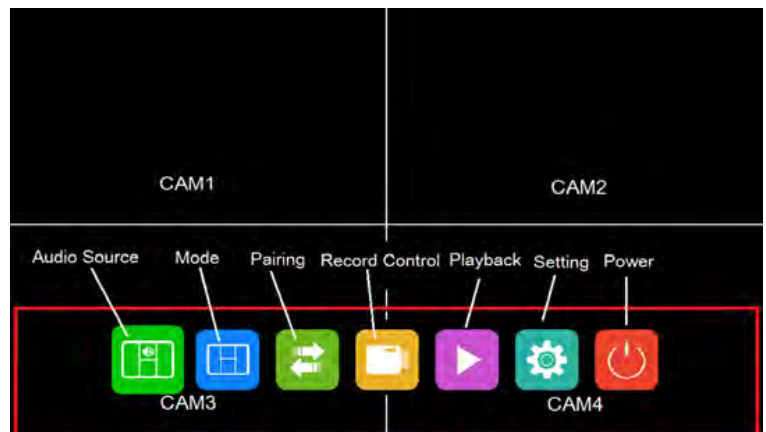 CAM1
CAM2
Audio Source Mode Pairing Record Control Playback Setting Power
CAM3
CAM4